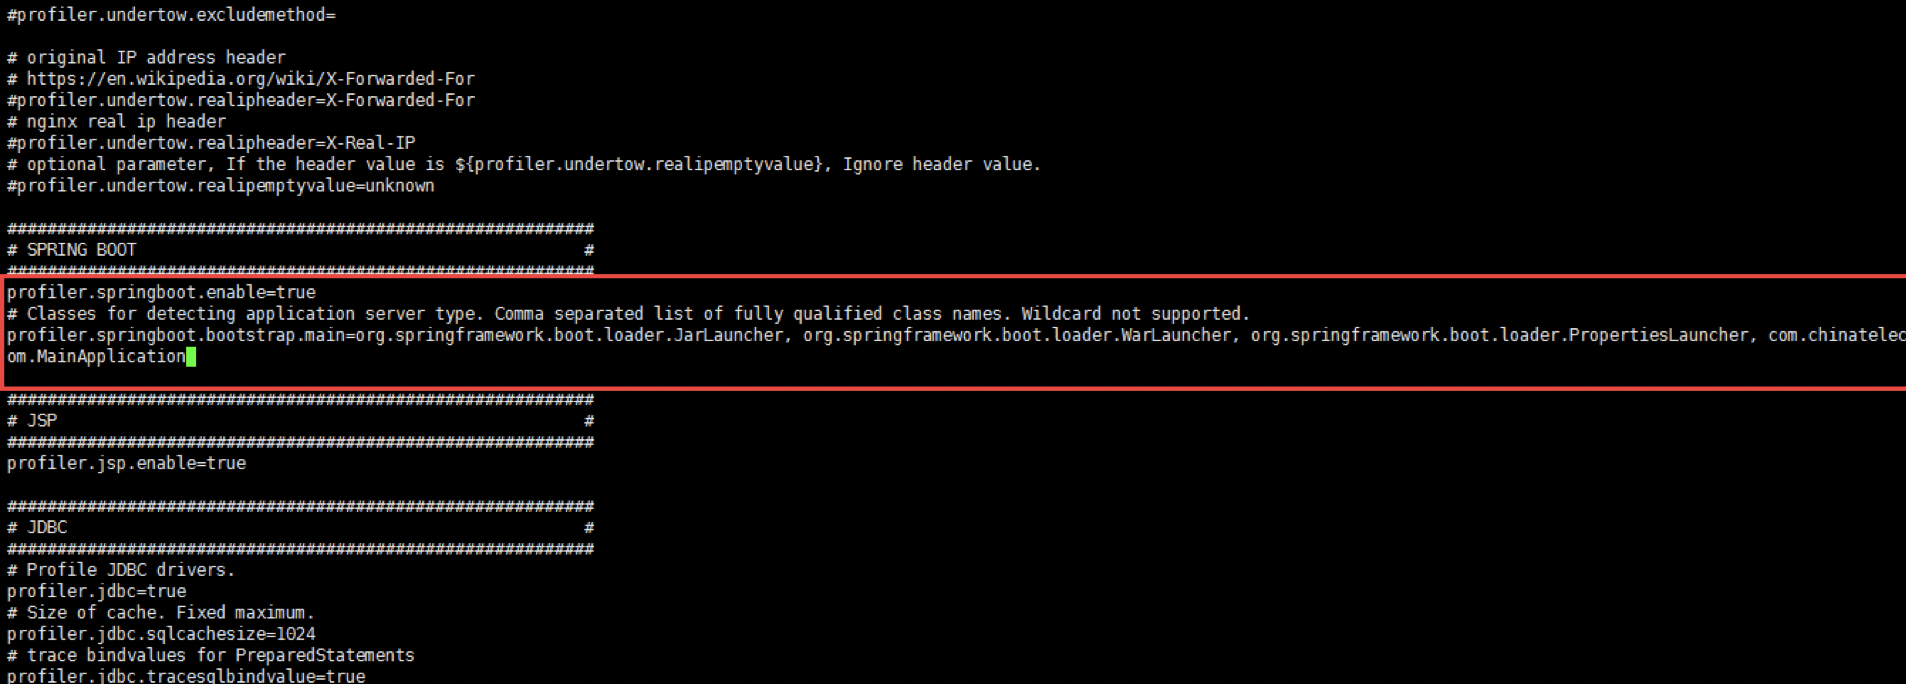 #profiler.undertow.excludemethod=
# original IP address header
# https://en.wikipedia.org/wiki/X-Forwarded-For
#profiler.undertow.realipheader=X-Forwarded-For
# nginx real ip header
#profiler.undertow.realipheader=X-Real-IP
# optional parameter, If the header value is ${profiler.undertow.realipemptyvalue}, Ignore header value.
#profiler.undertow.realipemptyvalue=unknown
###########################################################
# SPRING BOOT #
###########################################################
profiler.springboot.enable=true
# Classes for detecting application server type. Comma separated list of fully qualified class names. Wildcard not supported.
profiler.springboot.bootstrap.main=org.springframework.boot.loader.JarLauncher, org.springframework.boot.loader.WarLauncher, org.springframework.boot.loader.PropertiesLauncher, com.chinatelec
om.MainApplication
###########################################################
# JSP #
###########################################################
profiler.jsp.enable=true
###########################################################
# JDBC #
###########################################################
# Profile JDBC drivers.
profiler.jdbc=true
# Size of cache. Fixed maximum.
profiler.jdbc.sqlcachesize=1024
# trace bindvalues for PreparedStatements
profiler.jdbc.tracesqlbindvalue=true